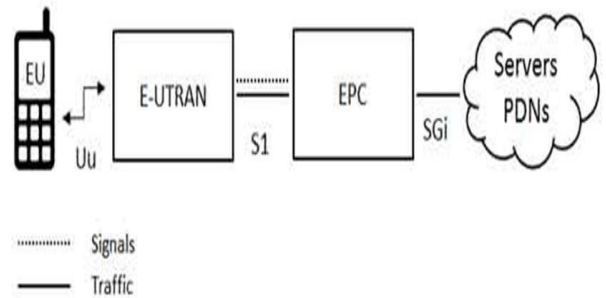 EU
E-UTRAN
EPC
Servers
PDNs
Uu
S1
SGi
Signals
Traffic